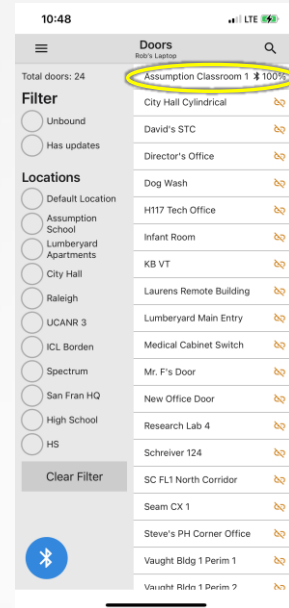 10:48
LTE
Doors
Rob's Laptop
Total doors: 24
Filter
Unbound
Has updates
Locations
Default Location
Assumption
School
Lumberyard
Apartments
City Hall
Raleigh
UCANR 3
ICL Borden
Spectrum
San Fran HQ
High School
HS
Clear Filter
Assumption Classroom 1 100%
City Hall Cylindrical
David's STC
Director's Office
Dog Wash
H117 Tech Office
Infant Room
KB VT
Laurens Remote Building
Lumberyard Main Entry
Medical Cabinet Switch
Mr. F's Door
New Office Door
Research Lab 4
Schreiver 124
SC FL1 North Corridor
Seam CX 1
Steve's PH Corner Office
Vaught Bldg 1 Perim 1
Vaught Bldg 1 Perim 2